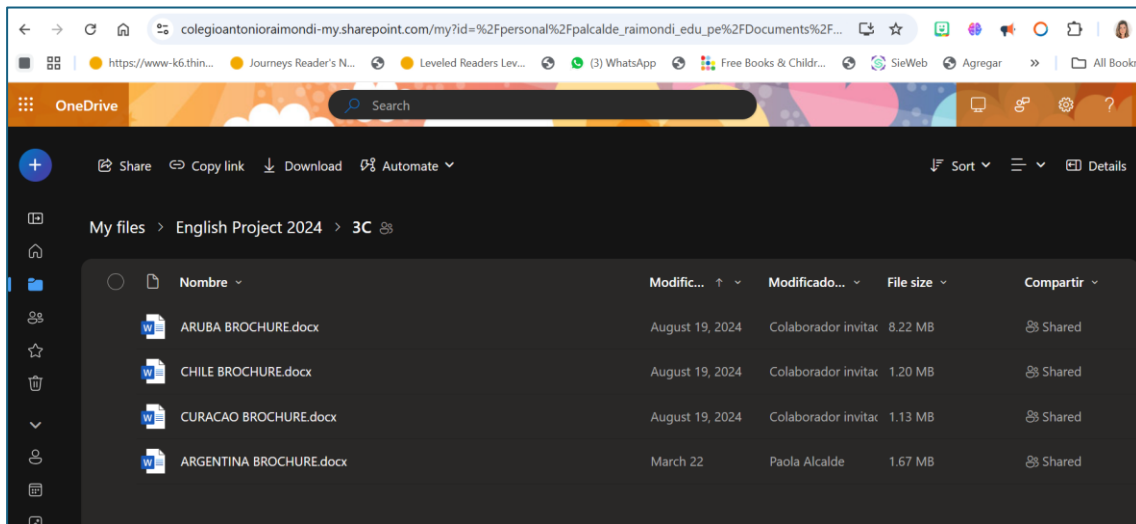 colegioantonioraimondi-my.sharepoint.com/my?id=%2Fpersonal%2Fpalcalde_raimondi_edu_pe%2FDocuments%2F...
https://www-k6.thin... Journeys Reader's N... Leveled Readers Lev... (3) WhatsApp Free Books & Childr... SieWeb Agregar » All Bookr
OneDrive Search ?
+ Share Copy link Download Automate Sort Details
My files > English Project 2024 > 3C
Nombre Modific... ↑ Modificado... File size Compartir
W ARUBA BROCHURE.docx August 19, 2024 Colaborador invitac 8.22 MB Shared
W CHILE BROCHURE.docx August 19, 2024 Colaborador invitac 1.20 MB Shared
W CURACAO BROCHURE.docx August 19, 2024 Colaborador invitac 1.13 MB Shared
W ARGENTINA BROCHURE.docx March 22 Paola Alcalde 1.67 MB Shared